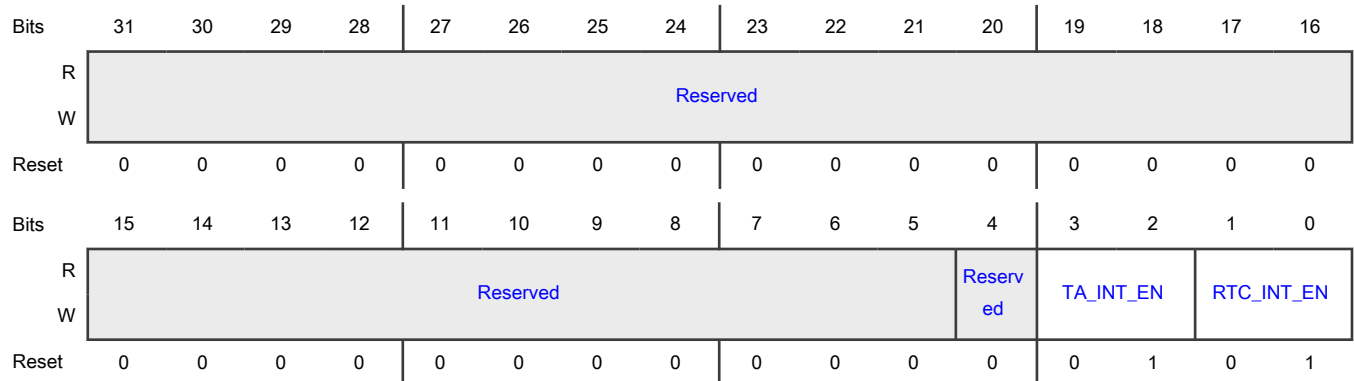 Bits 31 30 29 28 27 26 25 24 23 22 21 20 19 18 17 16
R
Reserved
W
Reset 0 0 0 0 0 0 0 0 0 0 0 0 0 0 0 0
Bits 15 14 13 12 11 10 9 8 7 6 5 4 3 2 1 0
R
Reserved Reserv
ed TA_INT_EN RTC_INT_EN
W
Reset 0 0 0 0 0 0 0 0 0 0 0 0 0 1 0 1